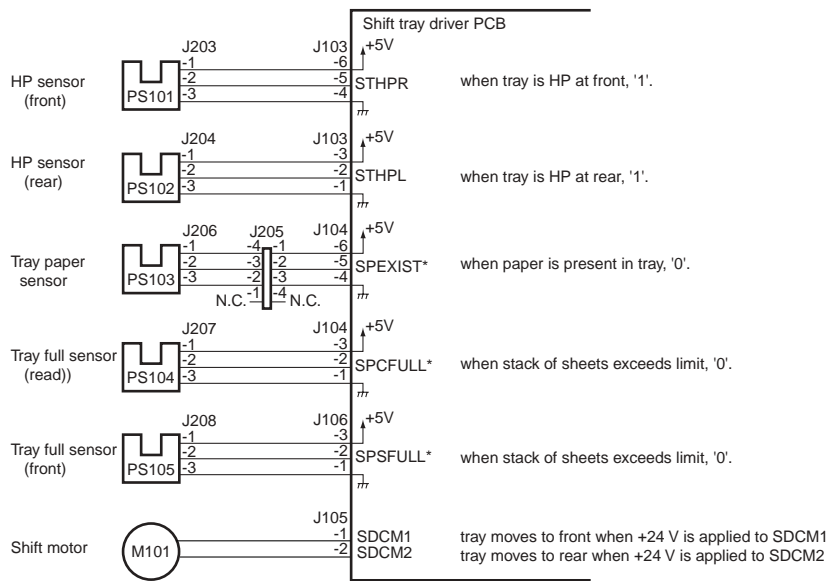 Shift tray driver PCB
J203 J103 +5V
-1 -6
HP sensor (front) PS101 -2 -5 STHPR when tray is HP at front, '1'.
-3 -4
J204 J103 +5V
-1 -3
HP sensor (rear) PS102 -2 -2 STHPL when tray is HP at rear, '1'.
-3 -1
J206 J205 J104 +5V
-1 -4 -1 -6
Tray paper sensor PS103 -2 -3 -2 -5 SPEXIST* when paper is present in tray, '0'.
-3 -2 -3 -4
N.C. -1 -4 N.C.
J207 J104 +5V
-1 -3
Tray full sensor (read)) PS104 -2 -2 SPCFULL* when stack of sheets exceeds limit, '0'.
-3 -1
J208 J106 +5V
-1 -3
Tray full sensor (front) PS105 -2 -2 SPSFULL* when stack of sheets exceeds limit, '0'.
-3 -1
J105
Shift motor M101 -1 SDCM1 tray moves to front when +24 V is applied to SDCM1
-2 SDCM2 tray moves to rear when +24 V is applied to SDCM2